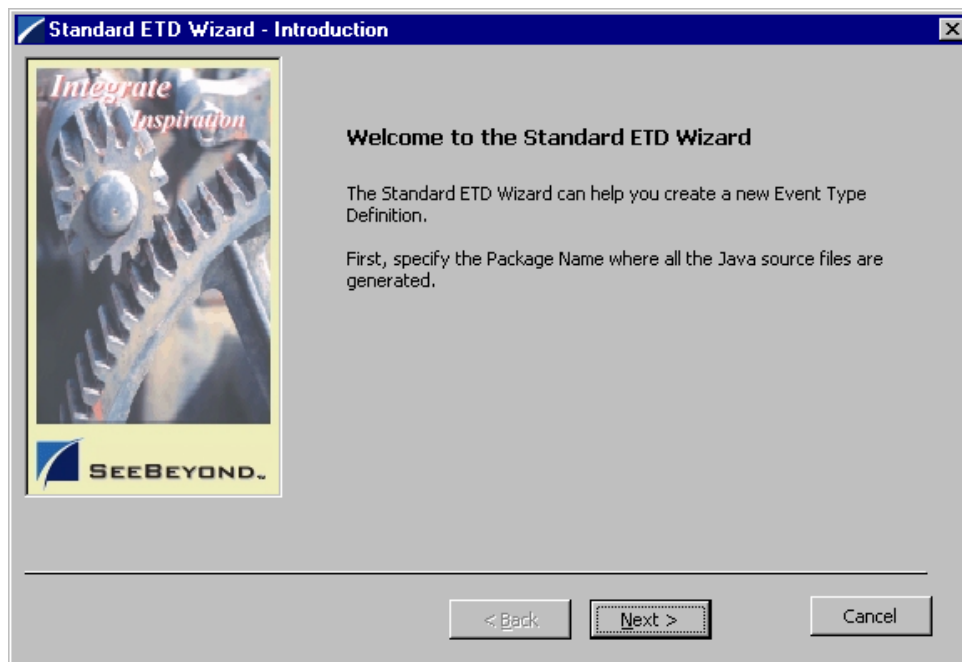 Standard ETD Wizard - Introduction
Integrate
Inspiration
SEEBEYOND™
Welcome to the Standard ETD Wizard
The Standard ETD Wizard can help you create a new Event Type
Definition.
First, specify the Package Name where all the Java source files are
generated.
< Back
Next >
Cancel